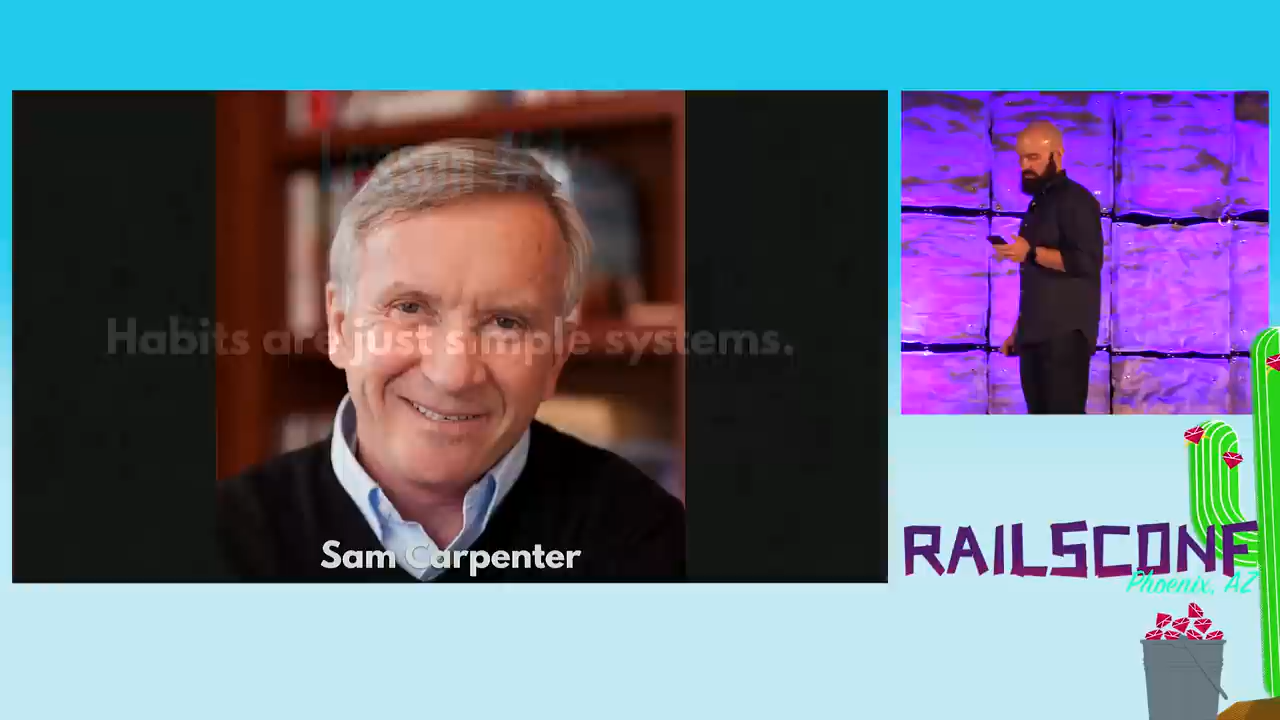 Habits are just simple systems.
Sam Carpenter
RAILSCONF
Phoenix, AZ